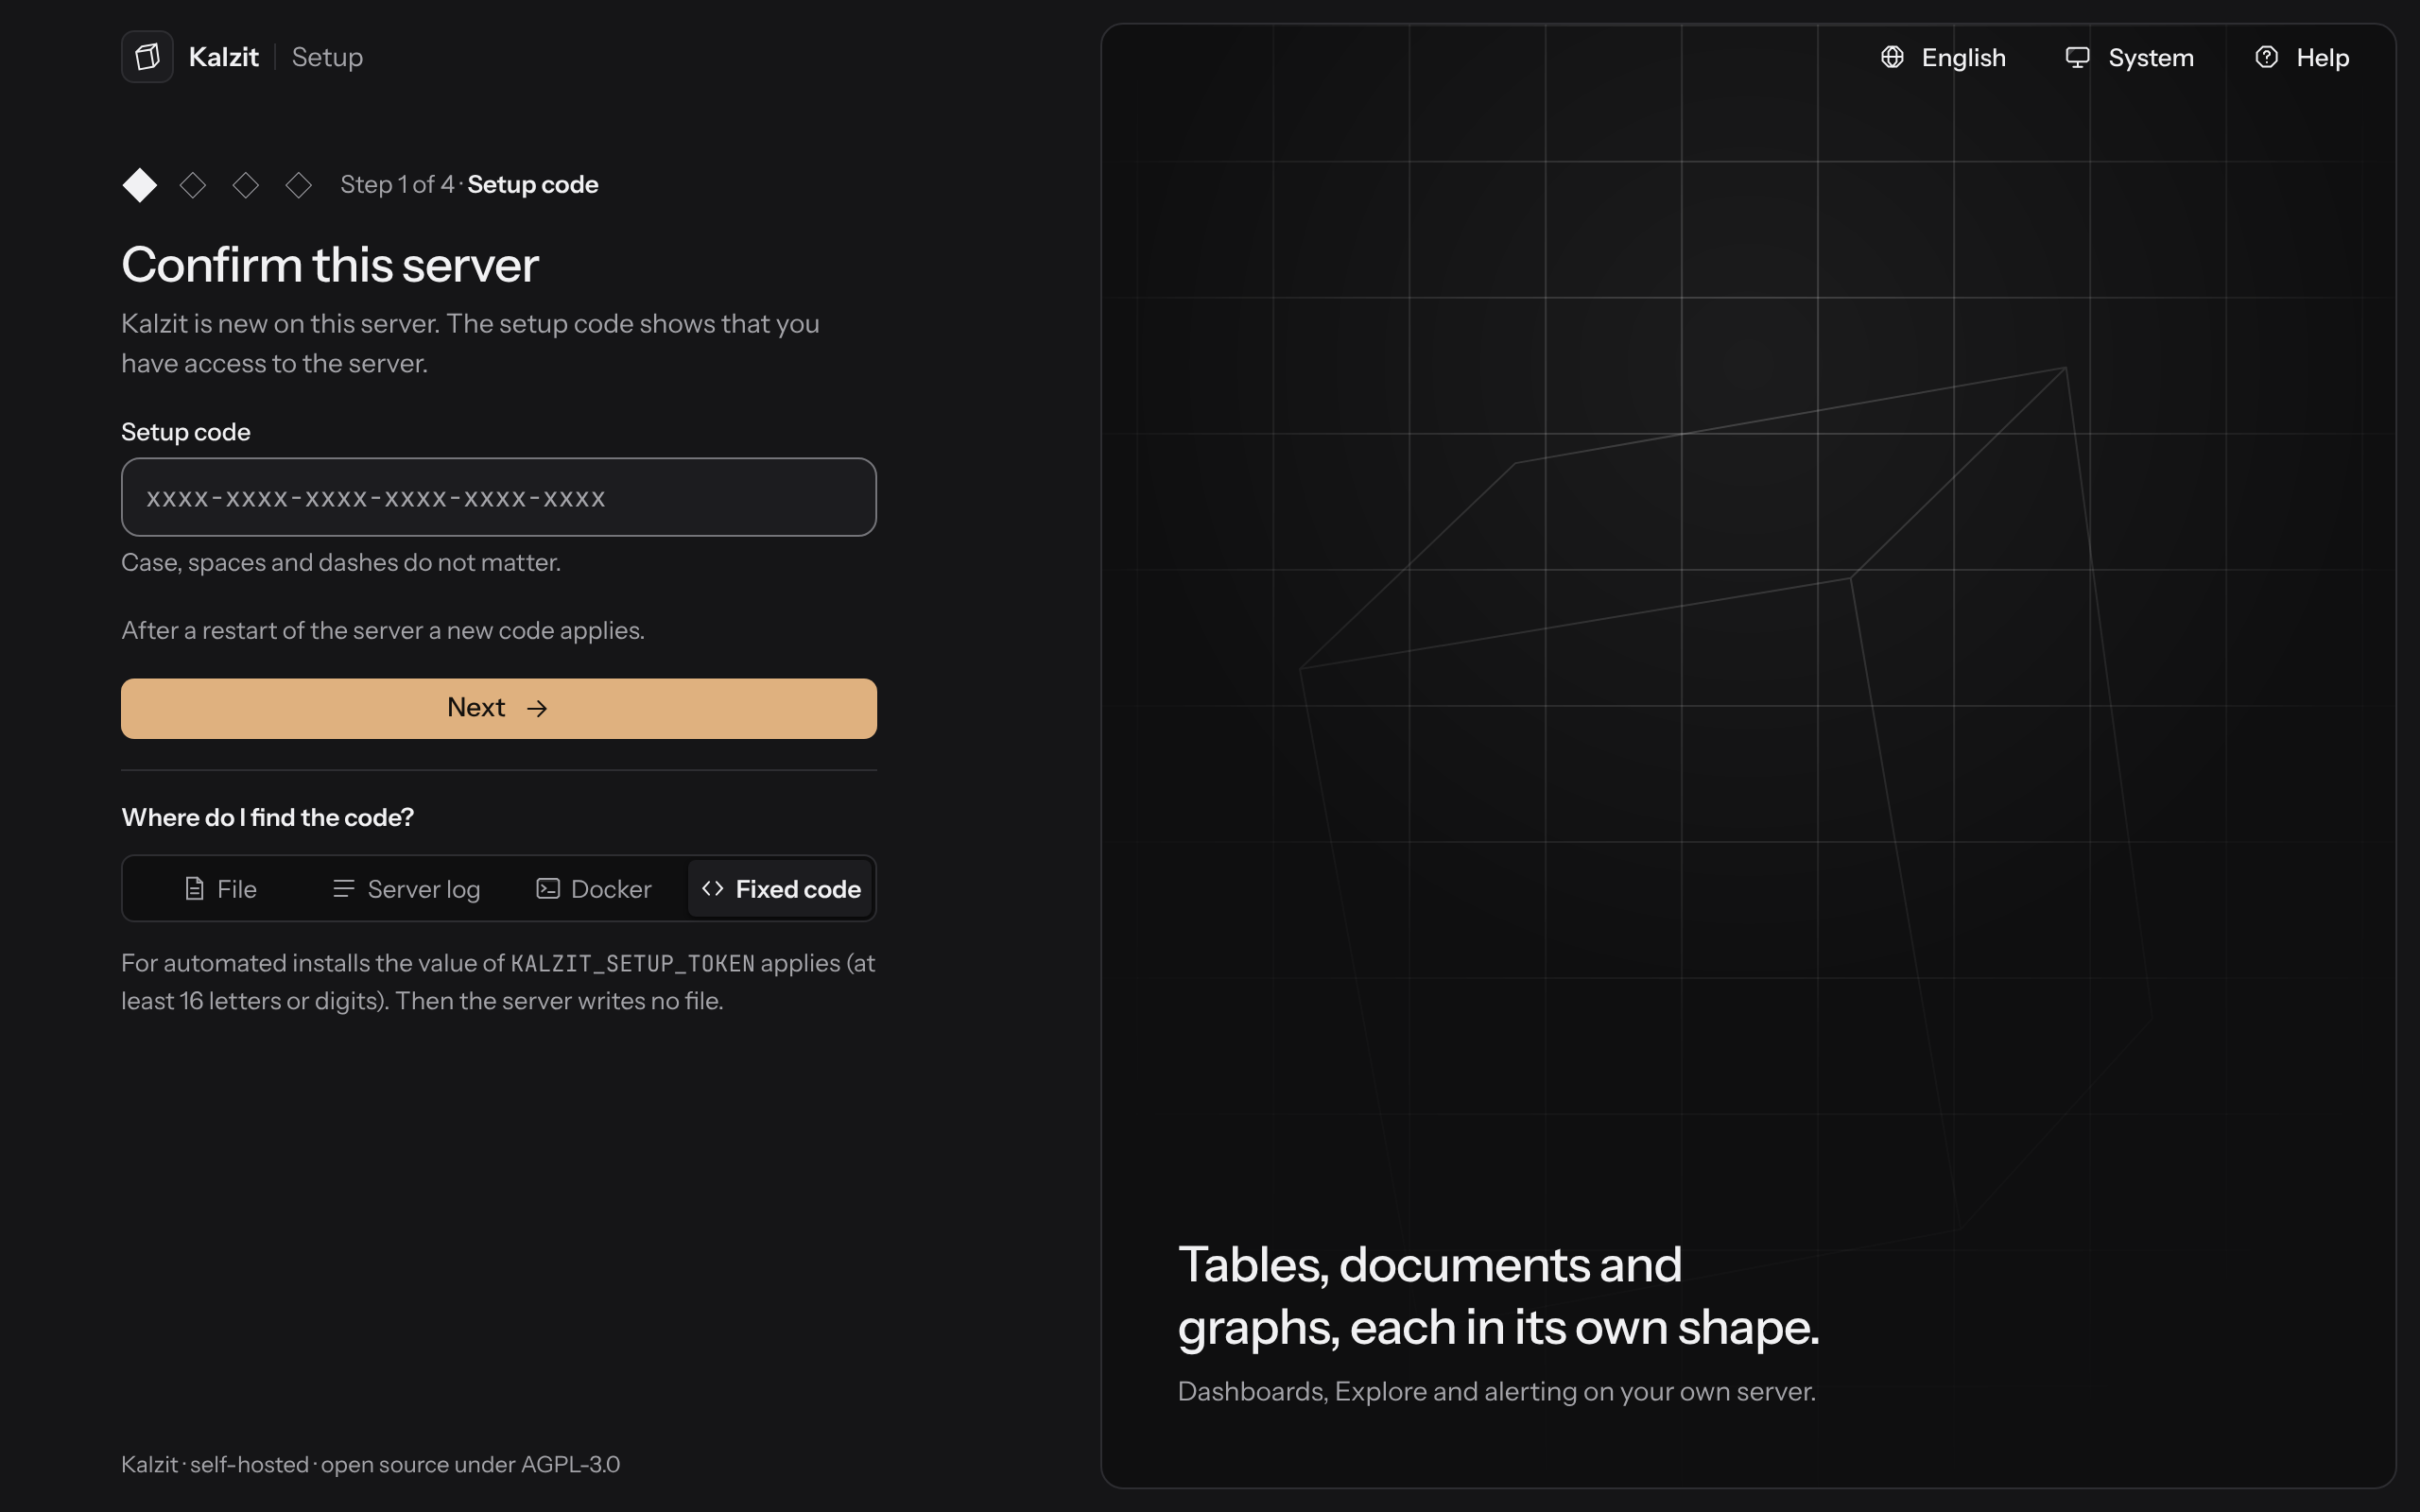 Kalzit | Setup
English
System
Help
Step 1 of 4 · Setup code
Confirm this server
Kalzit is new on this server. The setup code shows that you
have access to the server.
Setup code
xxxx-xxxx-xxxx-xxxx-xxxx-xxxx
Case, spaces and dashes do not matter.
After a restart of the server a new code applies.
Next →
Where do I find the code?
File
Server log
Docker
Fixed code
For automated installs the value of KALZIT_SETUP_TOKEN applies (at
least 16 letters or digits). Then the server writes no file.
Tables, documents and
graphs, each in its own shape.
Dashboards, Explore and alerting on your own server.
Kalzit · self-hosted · open source under AGPL-3.0